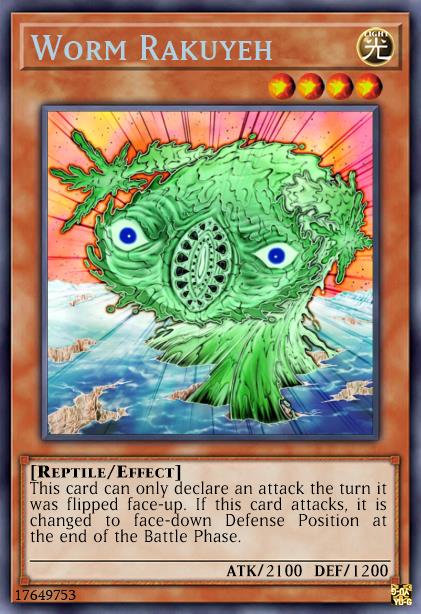 Worm Rakuyeh
LIGHT
光
[Reptile/Effect]
This card can only declare an attack the turn it
was flipped face-up. If this card attacks, it is
changed to face-down Defense Position at
the end of the Battle Phase.
ATK/2100 DEF/1200
17649753